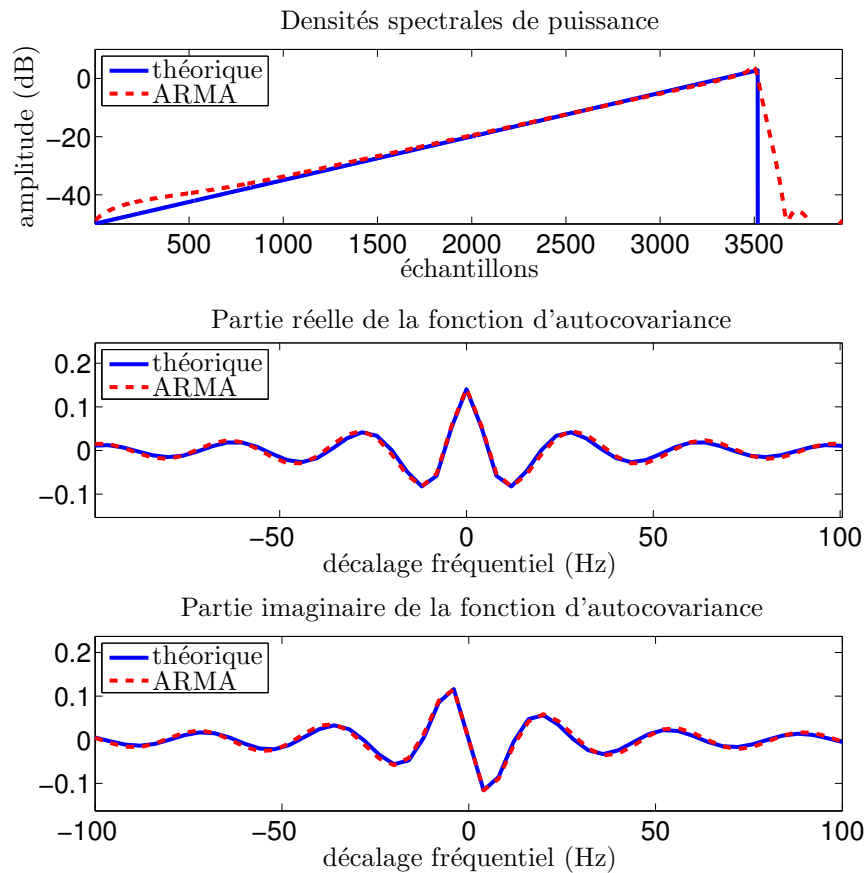 Densités spectrales de puissance
amplitude (dB)
0
−20
−40
théorique
ARMA
500 1000 1500 2000 2500 3000 3500
échantillons
Partie réelle de la fonction d'autocovariance
0.2
0.1
0
−0.1
théorique
ARMA
−50 0 50 100
décalage fréquentiel (Hz)
Partie imaginaire de la fonction d'autocovariance
0.2
0.1
0
−0.1
théorique
ARMA
−100 −50 0 50 100
décalage fréquentiel (Hz)